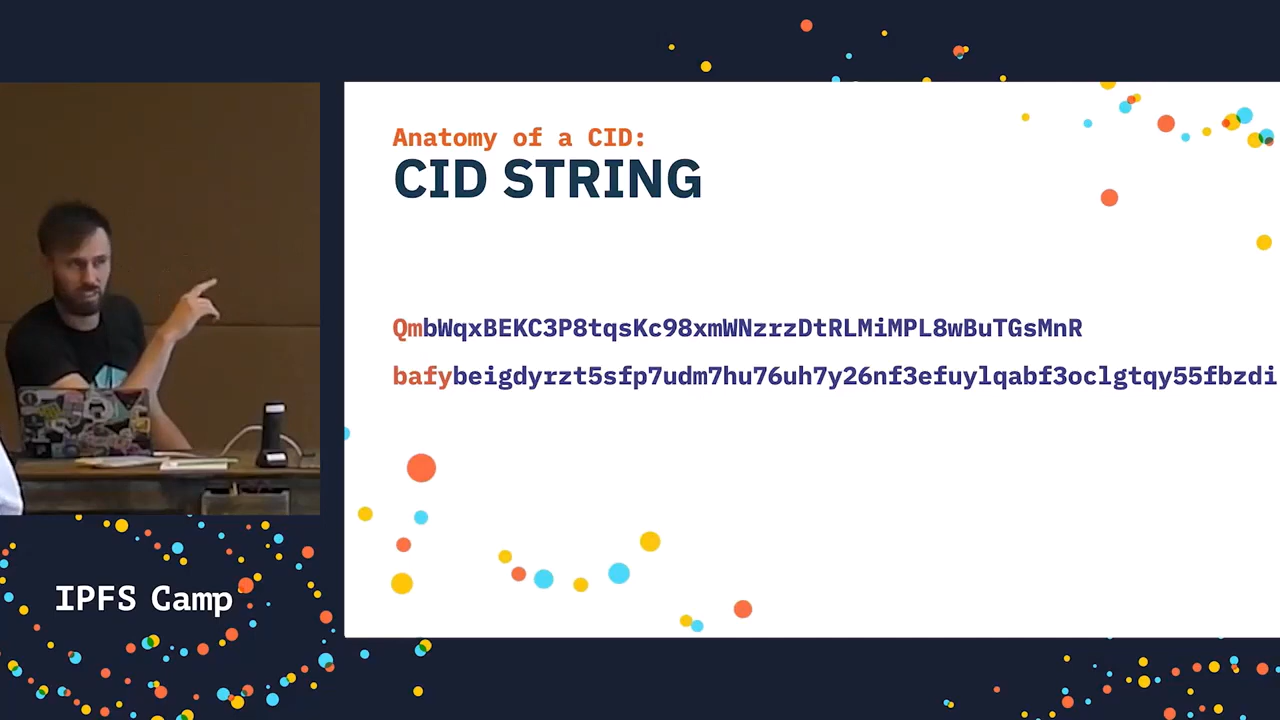 Anatomy of a CID:
CID STRING
QmbWqxBEKC3P8tqsKc98xmWNzrzDtRLMiMPL8wBuTGsMnR
bafybeigdyrzt5sfp7udm7hu76uh7y26nf3efuylqabf3oclgtqy55fbzdi
IPFS Camp